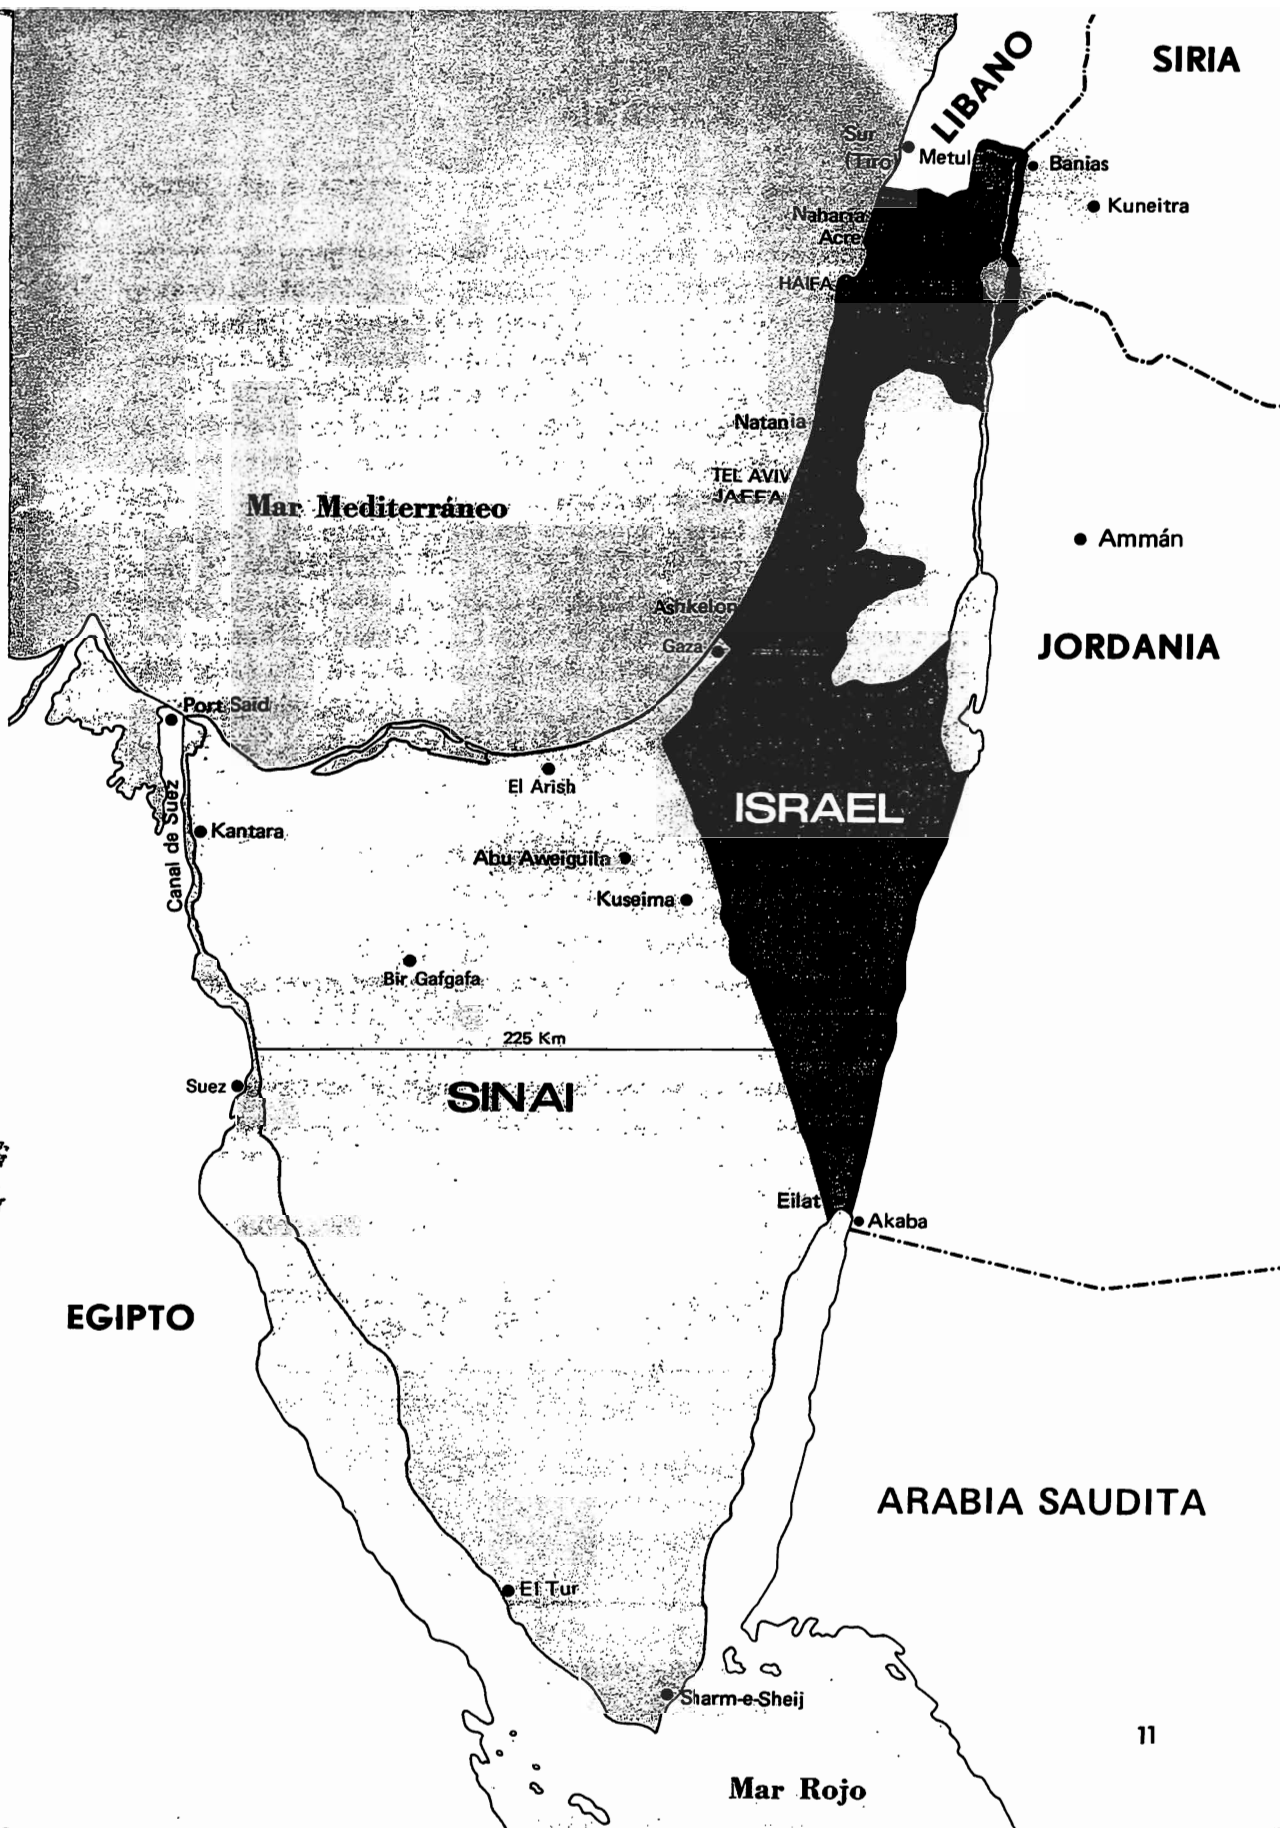 LIBANO
SIRIA
Sur
(Tiro)
Metul
Banias
Kuneitra
Naharia
Acre
HAIFA
Natania
TEL AVIV
JAFFA
Mar Mediterráneo
Ammán
Ashkelon
Gaza
JORDANIA
Port Said
El Arish
ISRAEL
Canal de Suez
Kantara
Abu Aweiguila
Kuseima
Bir Gafgafa
225 Km
Suez
SINAI
Eilat
Akaba
EGIPTO
ARABIA SAUDITA
El Tur
Sharm-e-Sheij
11
Mar Rojo